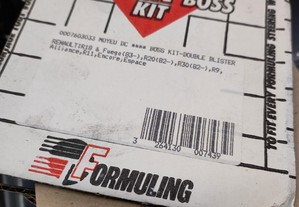 KIT
BOSS
0007603033 MOYEU DC **** BOSS KIT-DOUBLE BLISTER
RENAULT(R18 & Fuego(83-),R20(82-),R30(82-),R9,
Alliance,R11,Encore,Espace
3 264130 007439
TO FIT EVERY FORMULING STEERING
FORMULING